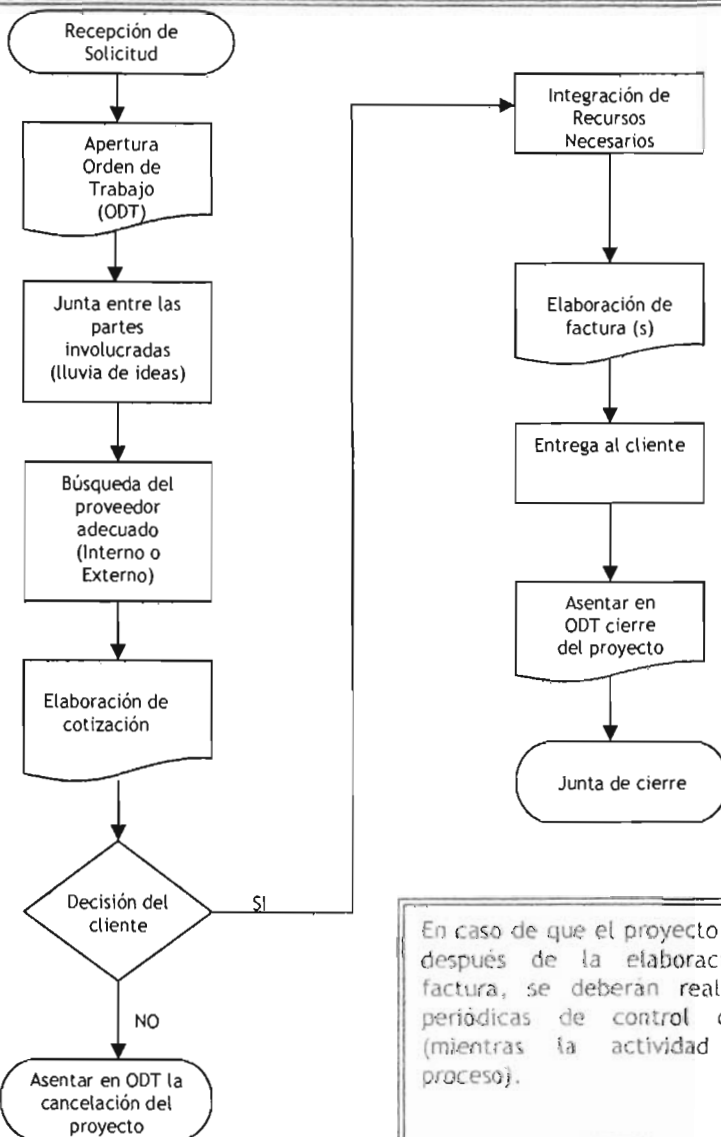 Recepción de
Solicitud
Apertura
Orden de
Trabajo
(ODT)
Junta entre las
partes
involucradas
(lluvia de ideas)
Búsqueda del
proveedor
adecuado
(Interno o
Externo)
Elaboración de
cotización
Decisión del
cliente
SI
NO
Asentar en ODT la
cancelación del
proyecto
Integración de
Recursos
Necesarios
Elaboración de
factura (s)
Entrega al cliente
Asentar en
ODT cierre
del proyecto
Junta de cierre
En caso de que el proyecto
después de la elaborac
factura, se deberán real
periódicas de control
(mientras la actividad
proceso).